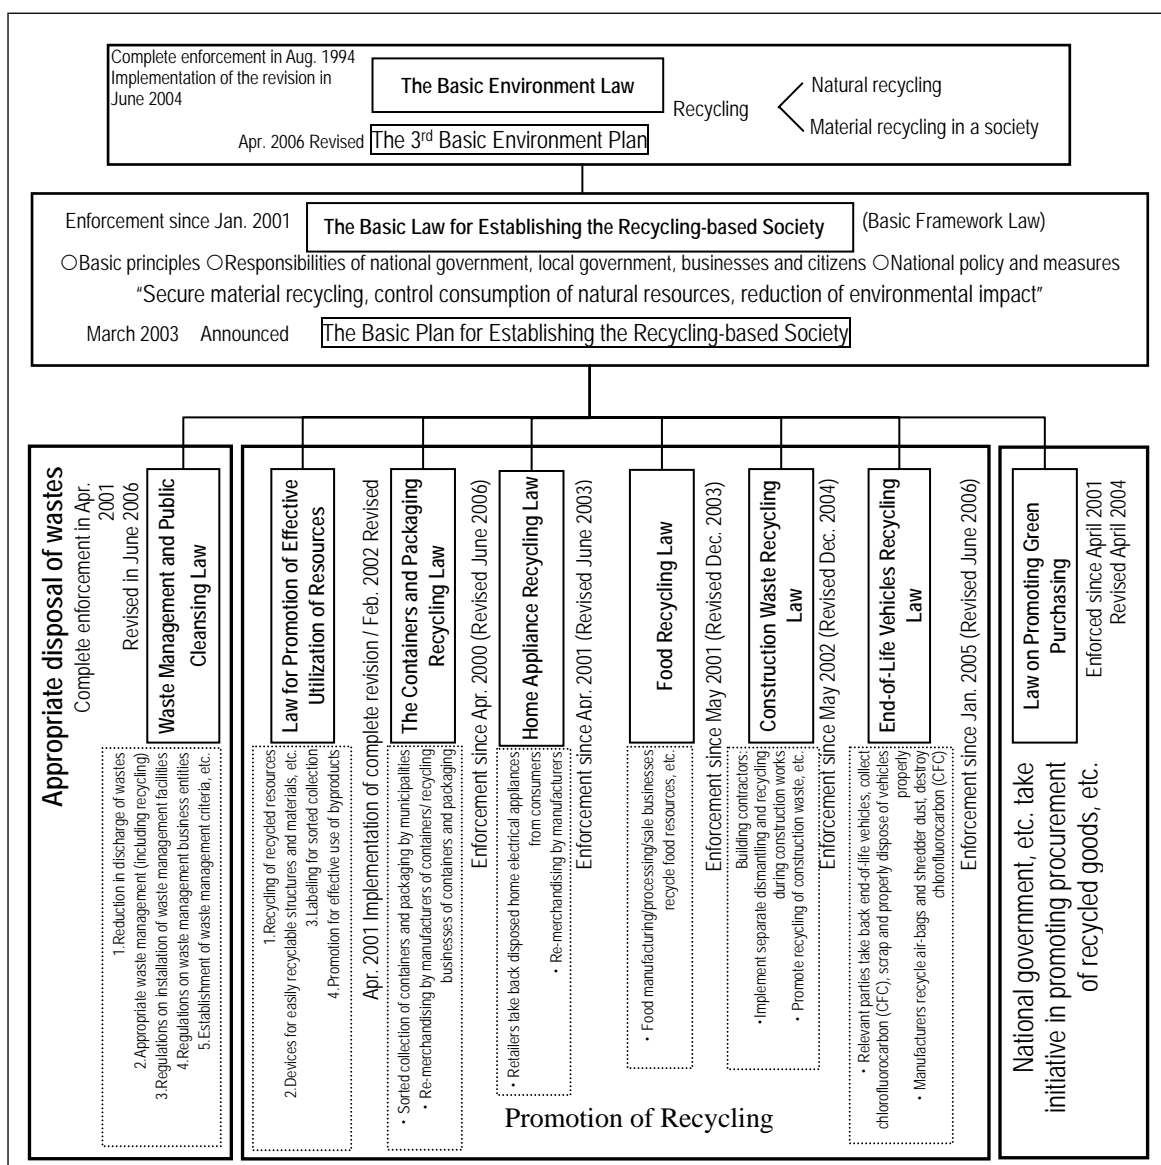 Complete enforcement in Aug. 1994
Implementation of the revision in
June 2004
The Basic Environment Law
Recycling
Natural recycling
Material recycling in a society
Apr. 2006 Revised
The 3rd Basic Environment Plan
Enforcement since Jan. 2001
The Basic Law for Establishing the Recycling-based Society
(Basic Framework Law)
○Basic principles ○Responsibilities of national government, local government, businesses and citizens ○National policy and measures
“Secure material recycling, control consumption of natural resources, reduction of environmental impact”
March 2003 Announced
The Basic Plan for Establishing the Recycling-based Society
Appropriate disposal of wastes
Complete enforcement in Apr.
2001
Revised in June 2006
Waste Management and Public
Cleansing Law
1.Reduction in discharge of wastes
2.Appropriate waste management (including recycling)
3.Regulations on installation of waste management facilities
4.Regulations on waste management business entities
5.Establishment of waste management criteria, etc.
Law for Promotion of Effective
Utilization of Resources
1.Recycling of recycled resources
2.Devices for easily recyclable structures and materials, etc.
3.Labeling for sorted collection
4.Promotion for effective use of byproducts
Apr. 2001 Implementation of complete revision / Feb. 2002 Revised
The Containers and Packaging
Recycling Law
・Sorted collection of containers and packaging by municipalities
・Re-merchandising by manufacturers of containers/ recycling
businesses of containers and packaging
Enforcement since Apr. 2000 (Revised June 2006)
Home Appliance Recycling Law
・Retailers take back disposed home electrical appliances
from consumers
・Re-merchandising by manufacturers
Enforcement since Apr. 2001 (Revised June 2003)
Food Recycling Law
・Food manufacturing/processing/sale businesses
recycle food resources, etc.
Enforcement since May 2001 (Revised Dec. 2003)
Construction Waste Recycling
Law
Building contractors:
・Implement separate dismantling and recycling
during construction works
・Promote recycling of construction waste, etc.
Enforcement since May 2002 (Revised Dec. 2004)
End-of-Life Vehicles Recycling
Law
・Relevant parties take back end-of-life vehicles, collect
chlorofluorocarbon (CFC), scrap and properly dispose of vehicles
properly
・Manufacturers recycle air-bags and shredder dust, destroy
chlorofluorocarbon (CFC)
Enforcement since Jan. 2005 (Revised June 2006)
Promotion of Recycling
Law on Promoting Green
Purchasing
Enforced since April 2001
Revised April 2004
National government, etc. take
initiative in promoting procurement
of recycled goods, etc.